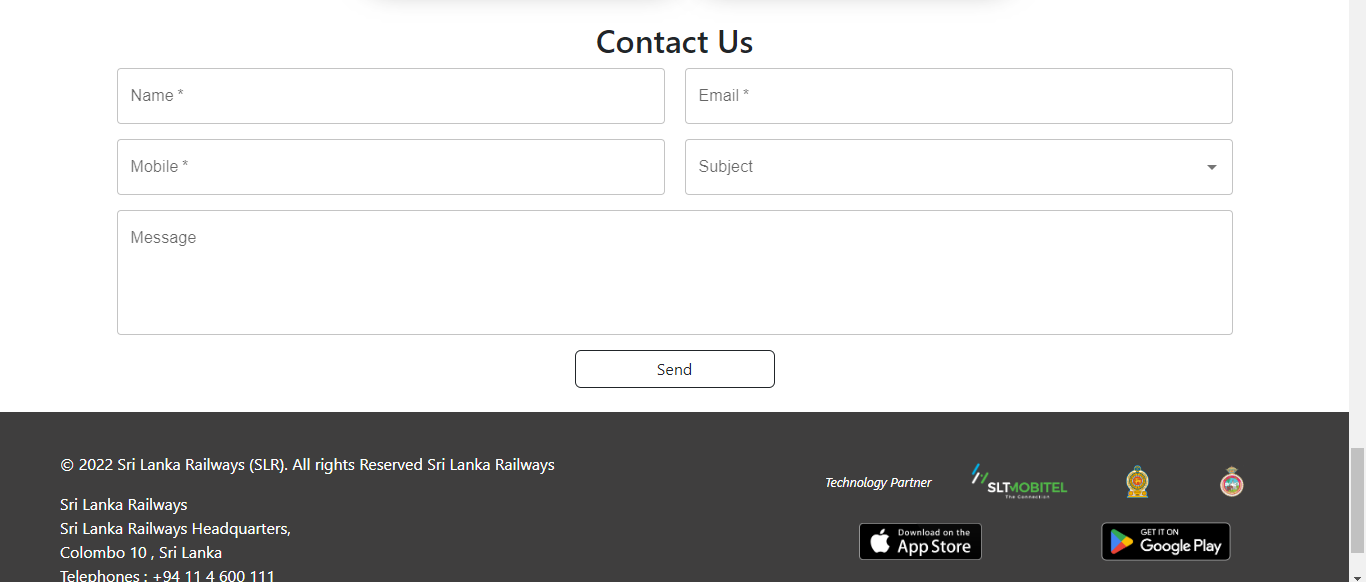 Contact Us
Name *
Email *
Mobile *
Subject
Message
Send
© 2022 Sri Lanka Railways (SLR). All rights Reserved Sri Lanka Railways
Sri Lanka Railways
Sri Lanka Railways Headquarters,
Colombo 10 , Sri Lanka
Telephones : +94 11 4 600 111
Technology Partner
SLTMOBITEL
The Connection
Download on the
App Store
GET IT ON
Google Play